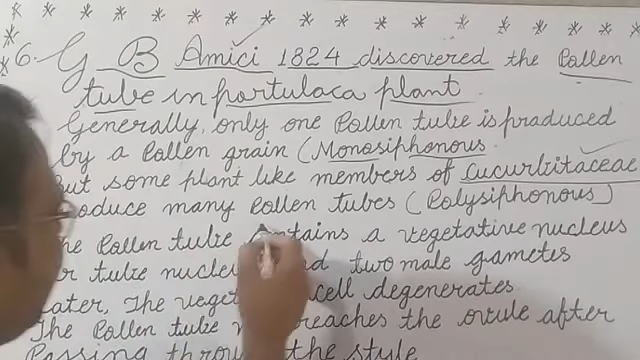 * * * * * * * * * * * * * * * * *
6. G B Amici 1824 discovered the Pollen
tube in portulaca plant
Generally, only one Pollen tube is produced
by a Pollen grain (Monosiphonous
But some plant like members of Cucurbitaceae
produce many Pollen tubes (Polysiphonous)
The Pollen tube contains a vegetative nucleus
or tube nucleus and two male gametes
Later, The cell degenerates
The Pollen tube reaches the ovule after
Passing through the style